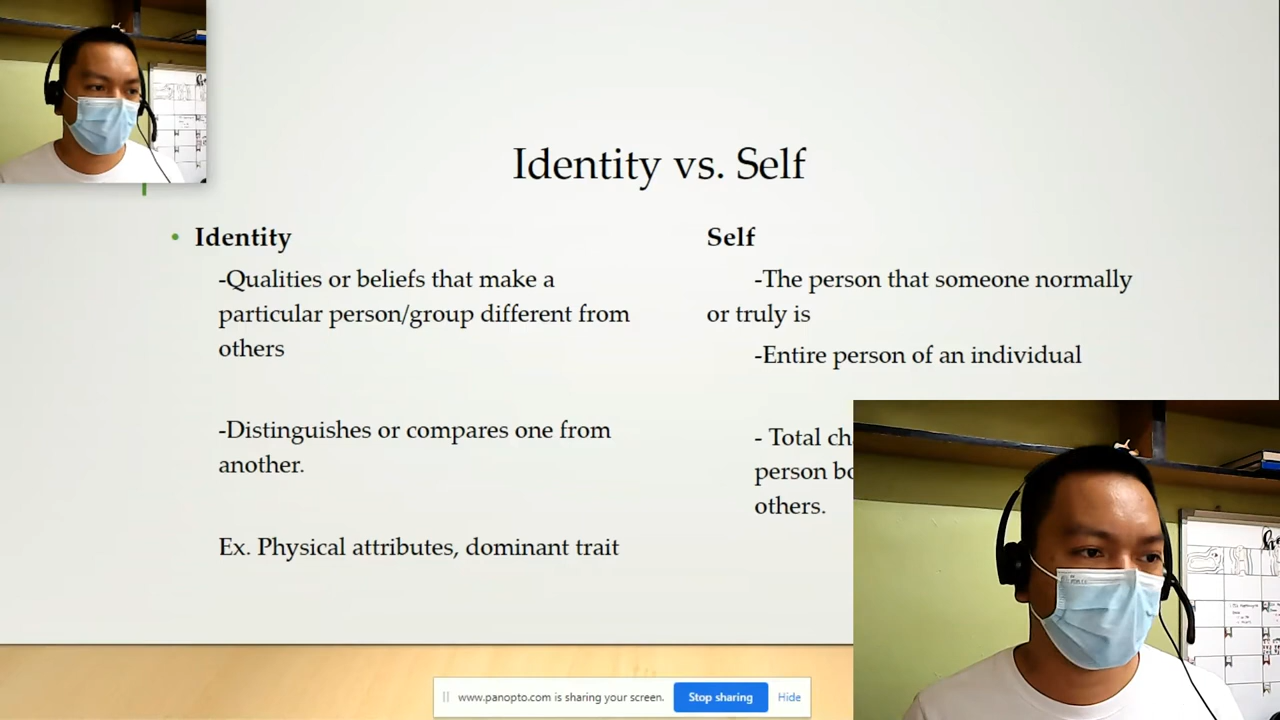 Identity vs. Self
• Identity
-Qualities or beliefs that make a
particular person/group different from
others
-Distinguishes or compares one from
another.
Ex. Physical attributes, dominant trait
Self
-The person that someone normally
or truly is
-Entire person of an individual
- Total
person
others.
www.panopto.com is sharing your screen.
Stop sharing
Hide